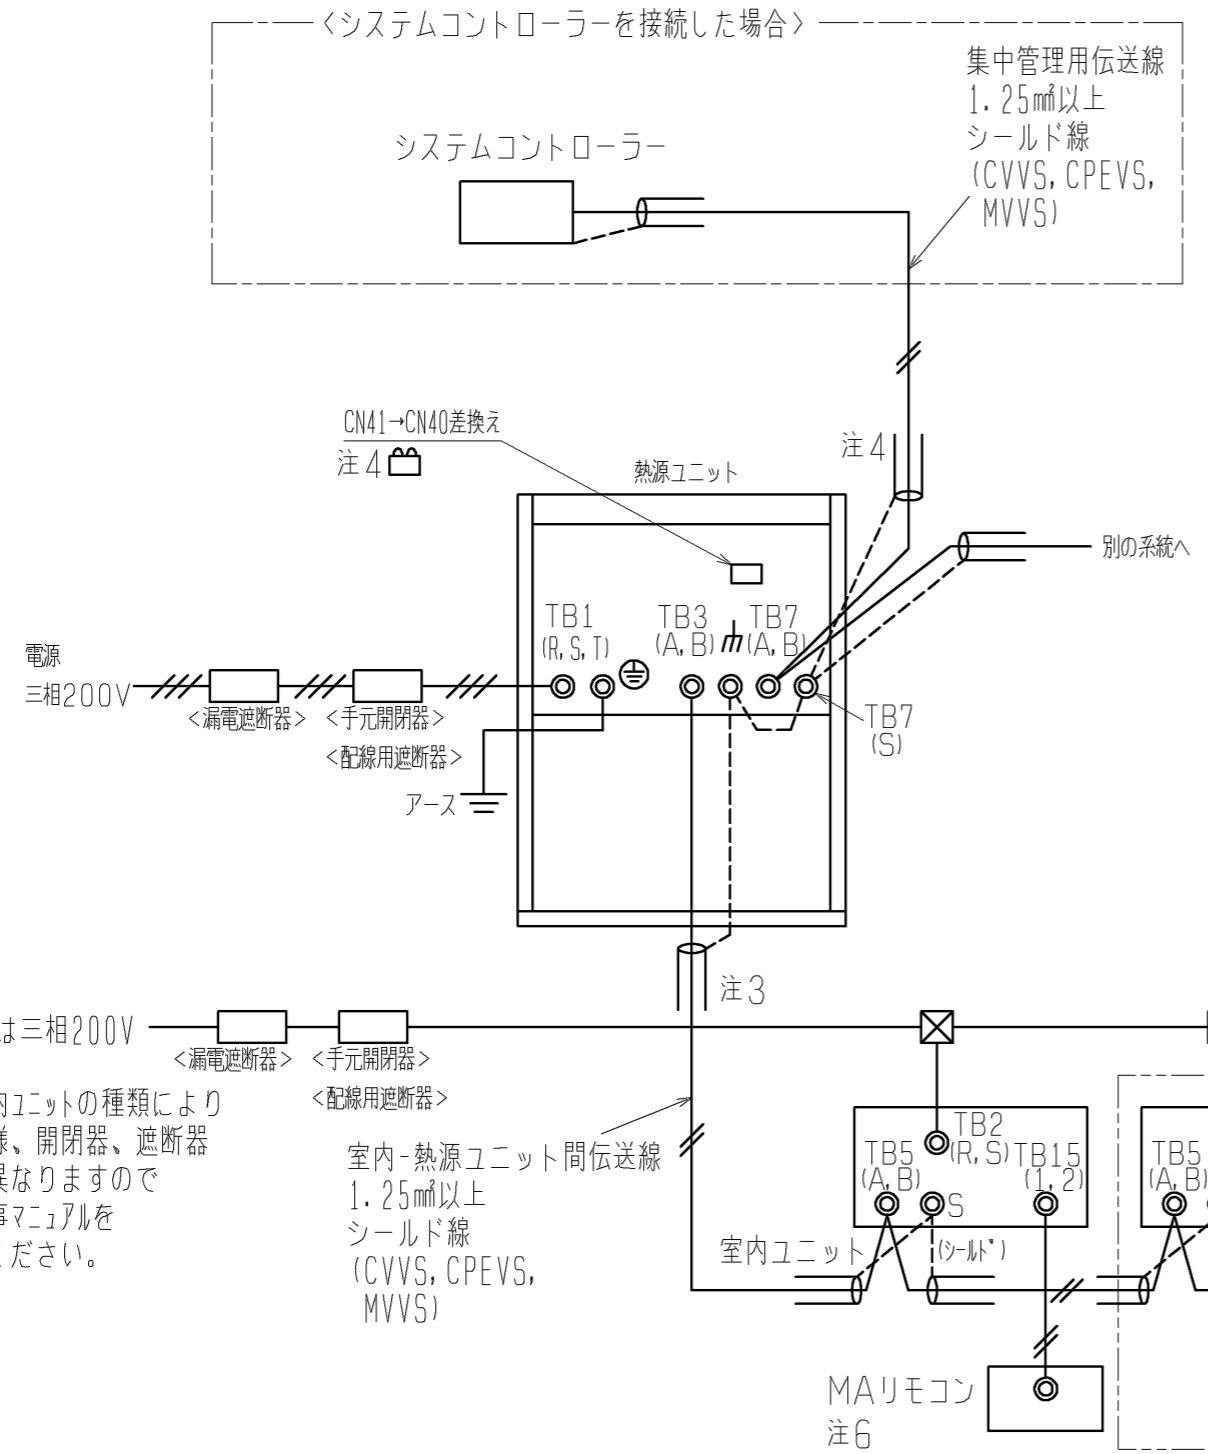 〈システムコントローラーを接続した場合〉
集中管理用伝送線
1.25㎟以上
シールド線
(CVVS, CPEVS,
MVVS)
システムコントローラー
CN41→CN40差換え
注4
熱源ユニット
注4
別の系統へ
TB1
(R, S, T)
TB3
(A, B)
TB7
(A, B)
TB7
(S)
電源
三相200V
<漏電遮断器>
<手元開閉器>
<配線用遮断器>
アース
注3
は三相200V
<漏電遮断器>
<手元開閉器>
<配線用遮断器>
内ユニットの種類により
様、開閉器、遮断器
異なりますので
事マニュアルを
ください。
室内-熱源ユニット間伝送線
1.25㎟以上
シールド線
(CVVS, CPEVS,
MVVS)
TB2
(R, S)
TB5
(A, B)
S
TB15
(1, 2)
TB5
(A, B)
室内ユニット
(シールド)
MAリモコン
注6